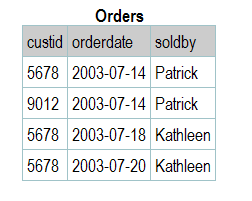 Orders
custid orderdate soldby
5678 2003-07-14 Patrick
9012 2003-07-14 Patrick
5678 2003-07-18 Kathleen
5678 2003-07-20 Kathleen